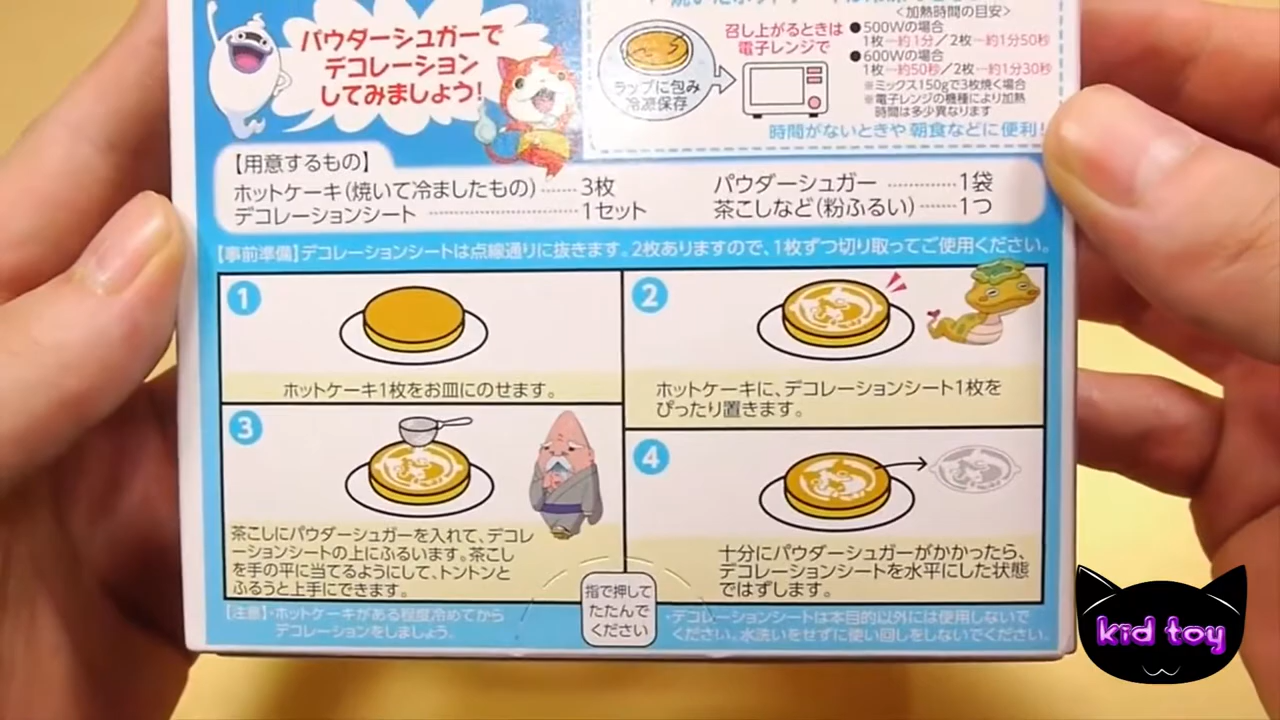 パウダーシュガーで
デコレーション
してみましょう!
ラップに包み
冷凍保存
召し上がるときは
電子レンジで
<加熱時間の目安>
●500Wの場合
1枚…約1分/2枚…約1分50秒
●600Wの場合
1枚…約50秒/2枚…約1分30秒
※ミックス150gで3枚焼く場合
※電子レンジの機種により加熱
時間は多少異なります
時間がないときや朝食などに便利!
【用意するもの】
ホットケーキ(焼いて冷ましたもの)……3枚
デコレーションシート……1セット
パウダーシュガー……1袋
茶こしなど(粉ふるい)……1つ
【事前準備】デコレーションシートは点線通りに抜きます。2枚ありますので、1枚ずつ切り取ってご使用ください。
1
ホットケーキ1枚をお皿にのせます。
2
ホットケーキに、デコレーションシート1枚を
ぴったり置きます。
3
茶こしにパウダーシュガーを入れて、デコレ
ーションシートの上にふるいます。茶こし
を手の平に当てるようにして、トントンと
ふるうと上手にできます。
4
十分にパウダーシュガーがかかったら、
デコレーションシートを水平にした状態
ではずします。
指で押して
たたんで
ください
【注意】・ホットケーキがある程度冷めてから
デコレーションをしましょう。
・デコレーションシートは本目的以外には使用しないで
ください。水洗いをせずに使い回しをしないでください。
kid toy